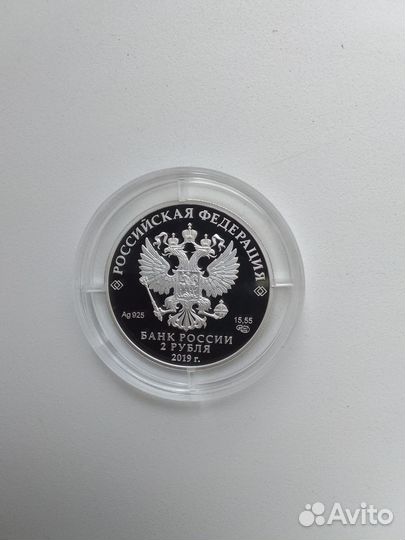 РОССИЙСКАЯ ФЕДЕРАЦИЯ
Ag 925
15,55
БАНК РОССИИ
2 РУБЛЯ
2019 г.
Avito